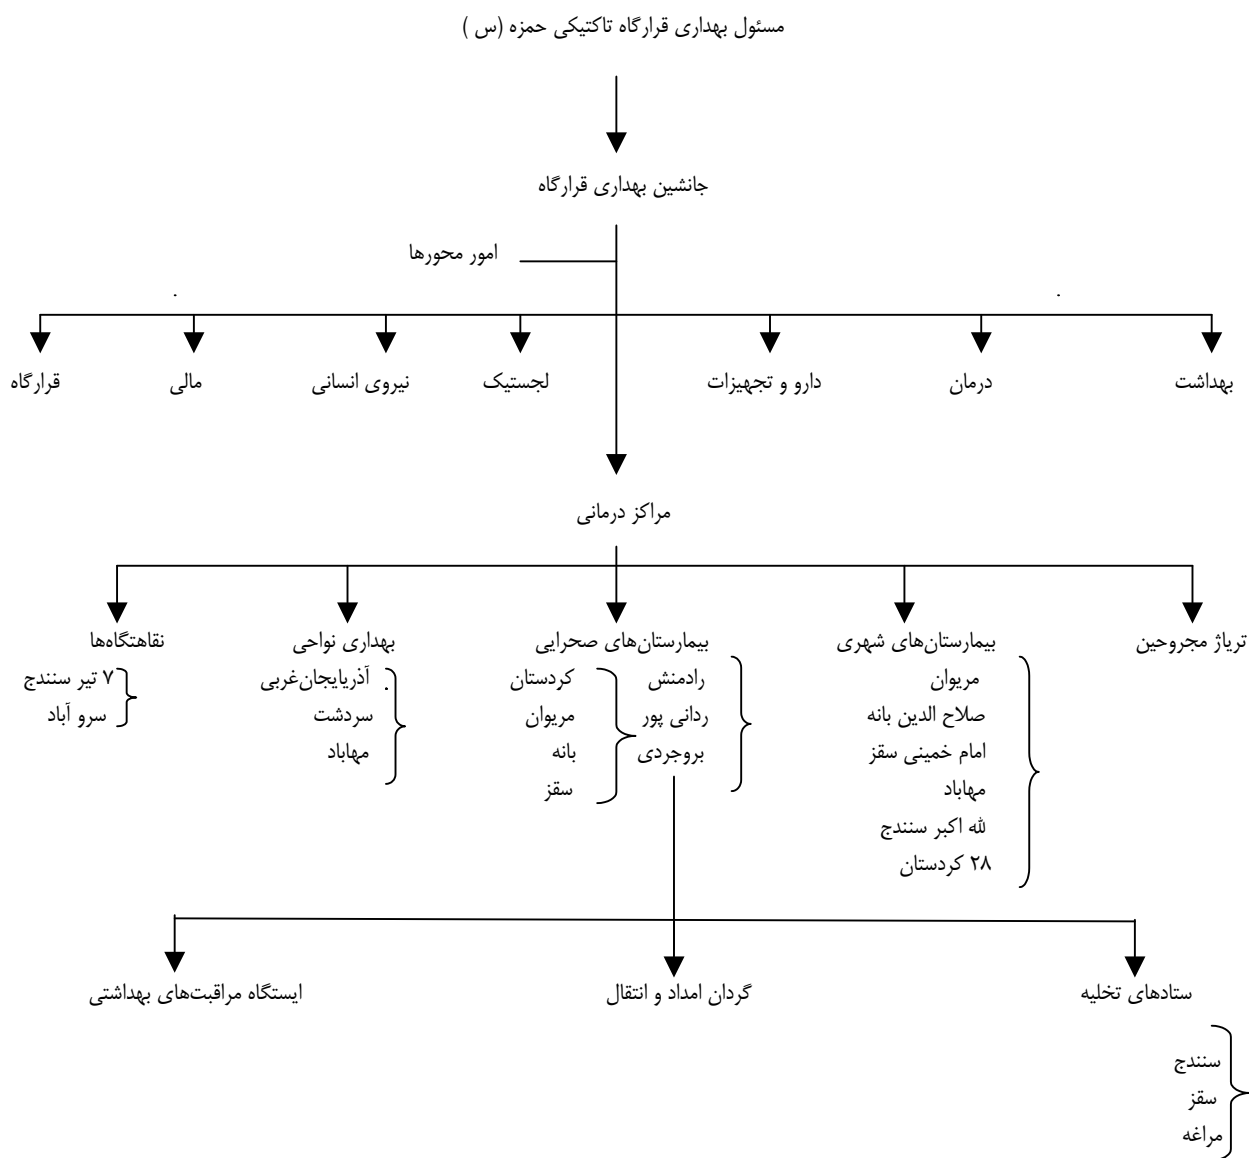 مسئول بهداری قرارگاه تاکتیکی حمزه (س )
جانشین بهداری قرارگاه
امور محورها
بهداشت
درمان
دارو و تجهیزات
لجستیک
نیروی انسانی
مالی
قرارگاه
مراکز درمانی
تریاژ مجروحین
بیمارستان‌های شهری
مریوان
صلاح الدین بانه
امام خمینی سقز
مهاباد
لله اکبر سنندج
۲۸ کردستان
بیمارستان‌های صحرایی
رادمنش
ردانی پور
بروجردی
کردستان
مریوان
بانه
سقز
بهداری نواحی
آذربایجان‌غربی
سردشت
مهاباد
نقاهتگاه‌ها
۷ تیر سنندج
سرو آباد
ستادهای تخلیه
سنندج
سقز
مراغه
گردان امداد و انتقال
ایستگاه مراقبت‌های بهداشتی